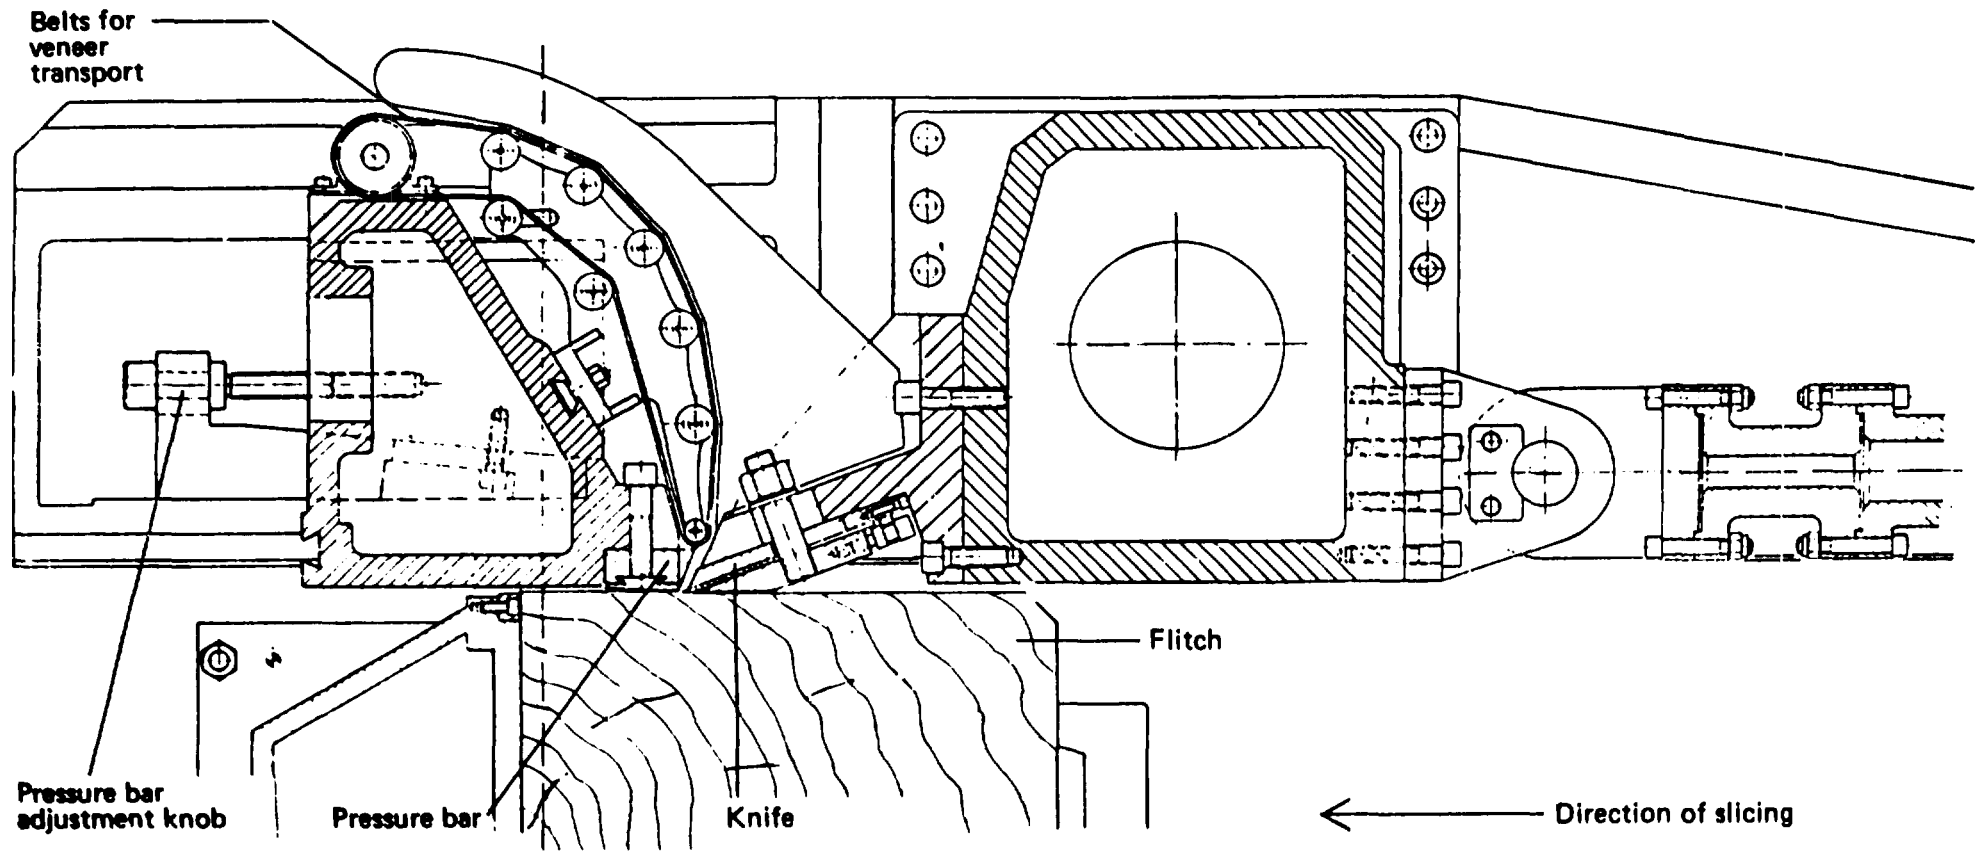 Belts for
veneer
transport
Flitch
Pressure bar
adjustment knob
Pressure bar
Knife
Direction of slicing